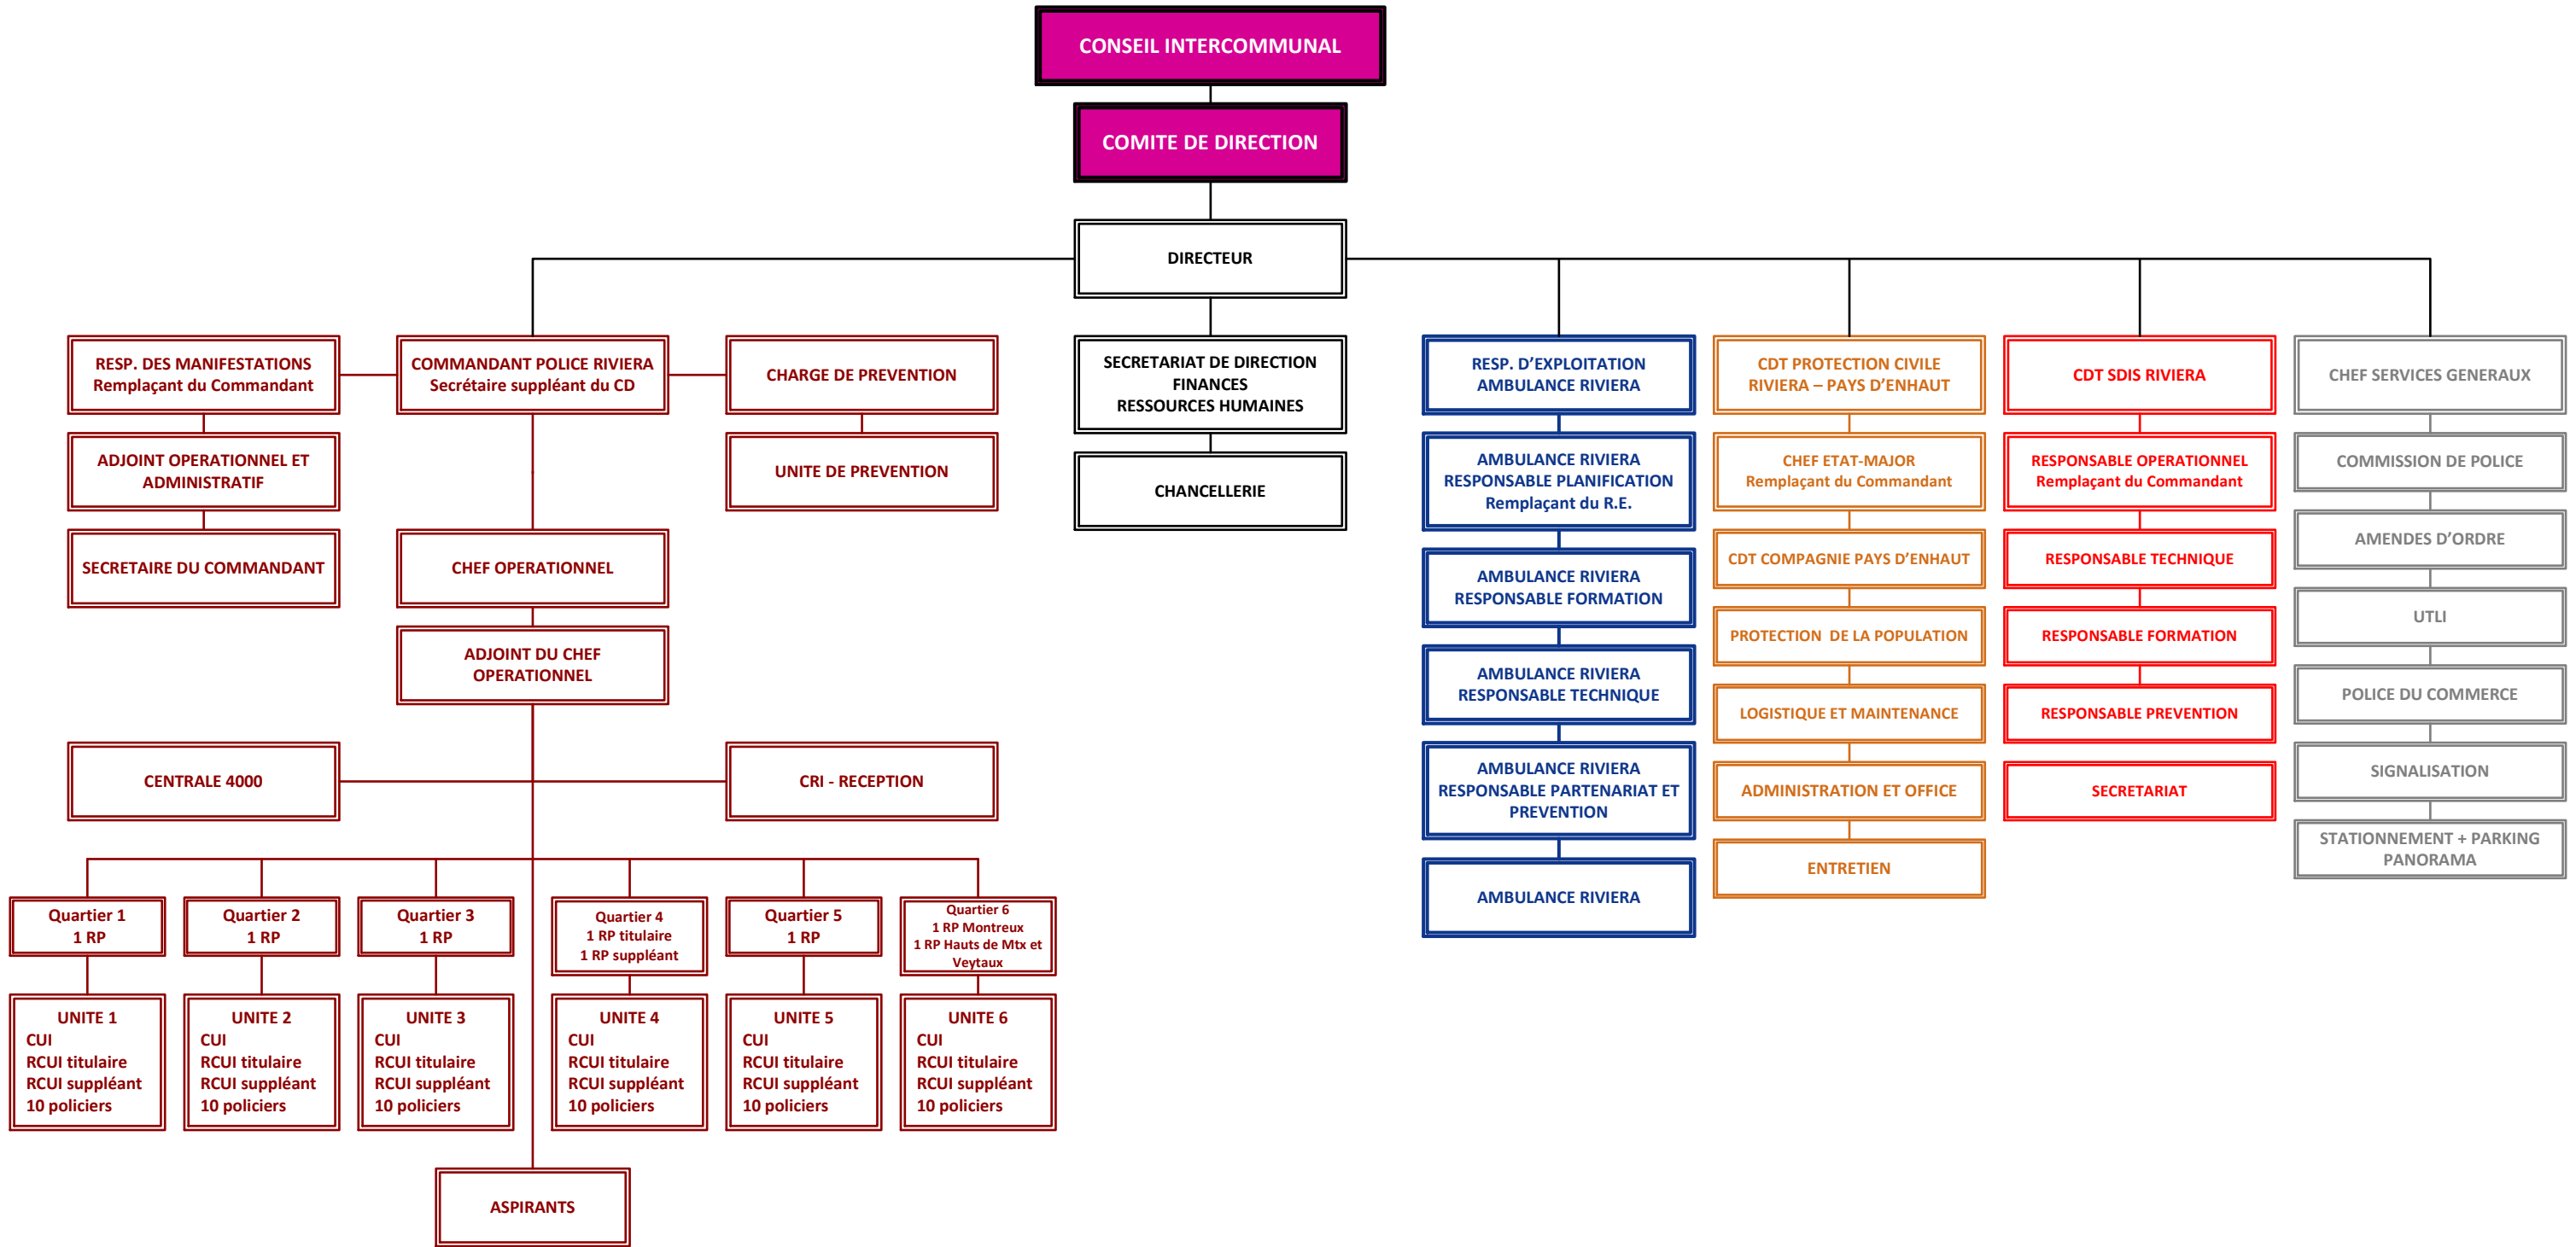 CONSEIL INTERCOMMUNAL
COMITE DE DIRECTION
DIRECTEUR
RESP. DES MANIFESTATIONS
Remplaçant du Commandant
COMMANDANT POLICE RIVIERA
Secrétaire suppléant du CD
CHARGE DE PREVENTION
SECRETARIAT DE DIRECTION
FINANCES
RESSOURCES HUMAINES
RESP. D’EXPLOITATION
AMBULANCE RIVIERA
CDT PROTECTION CIVILE
RIVIERA – PAYS D’ENHAUT
CDT SDIS RIVIERA
CHEF SERVICES GENERAUX
ADJOINT OPERATIONNEL ET
ADMINISTRATIF
UNITE DE PREVENTION
CHANCELLERIE
AMBULANCE RIVIERA
RESPONSABLE PLANIFICATION
Remplaçant du R.E.
CHEF ETAT-MAJOR
Remplaçant du Commandant
RESPONSABLE OPERATIONNEL
Remplaçant du Commandant
COMMISSION DE POLICE
SECRETAIRE DU COMMANDANT
CHEF OPERATIONNEL
AMBULANCE RIVIERA
RESPONSABLE FORMATION
CDT COMPAGNIE PAYS D’ENHAUT
RESPONSABLE TECHNIQUE
AMENDES D’ORDRE
ADJOINT DU CHEF
OPERATIONNEL
AMBULANCE RIVIERA
RESPONSABLE TECHNIQUE
PROTECTION DE LA POPULATION
RESPONSABLE FORMATION
UTLI
LOGISTIQUE ET MAINTENANCE
RESPONSABLE PREVENTION
POLICE DU COMMERCE
CENTRALE 4000
CRI - RECEPTION
AMBULANCE RIVIERA
RESPONSABLE PARTENARIAT ET
PREVENTION
ADMINISTRATION ET OFFICE
SECRETARIAT
SIGNALISATION
AMBULANCE RIVIERA
ENTRETIEN
STATIONNEMENT + PARKING
PANORAMA
Quartier 1
1 RP
Quartier 2
1 RP
Quartier 3
1 RP
Quartier 4
1 RP titulaire
1 RP suppléant
Quartier 5
1 RP
Quartier 6
1 RP Montreux
1 RP Hauts de Mtx et
Veytaux
UNITE 1
CUI
RCUI titulaire
RCUI suppléant
10 policiers
UNITE 2
CUI
RCUI titulaire
RCUI suppléant
10 policiers
UNITE 3
CUI
RCUI titulaire
RCUI suppléant
10 policiers
UNITE 4
CUI
RCUI titulaire
RCUI suppléant
10 policiers
UNITE 5
CUI
RCUI titulaire
RCUI suppléant
10 policiers
UNITE 6
CUI
RCUI titulaire
RCUI suppléant
10 policiers
ASPIRANTS